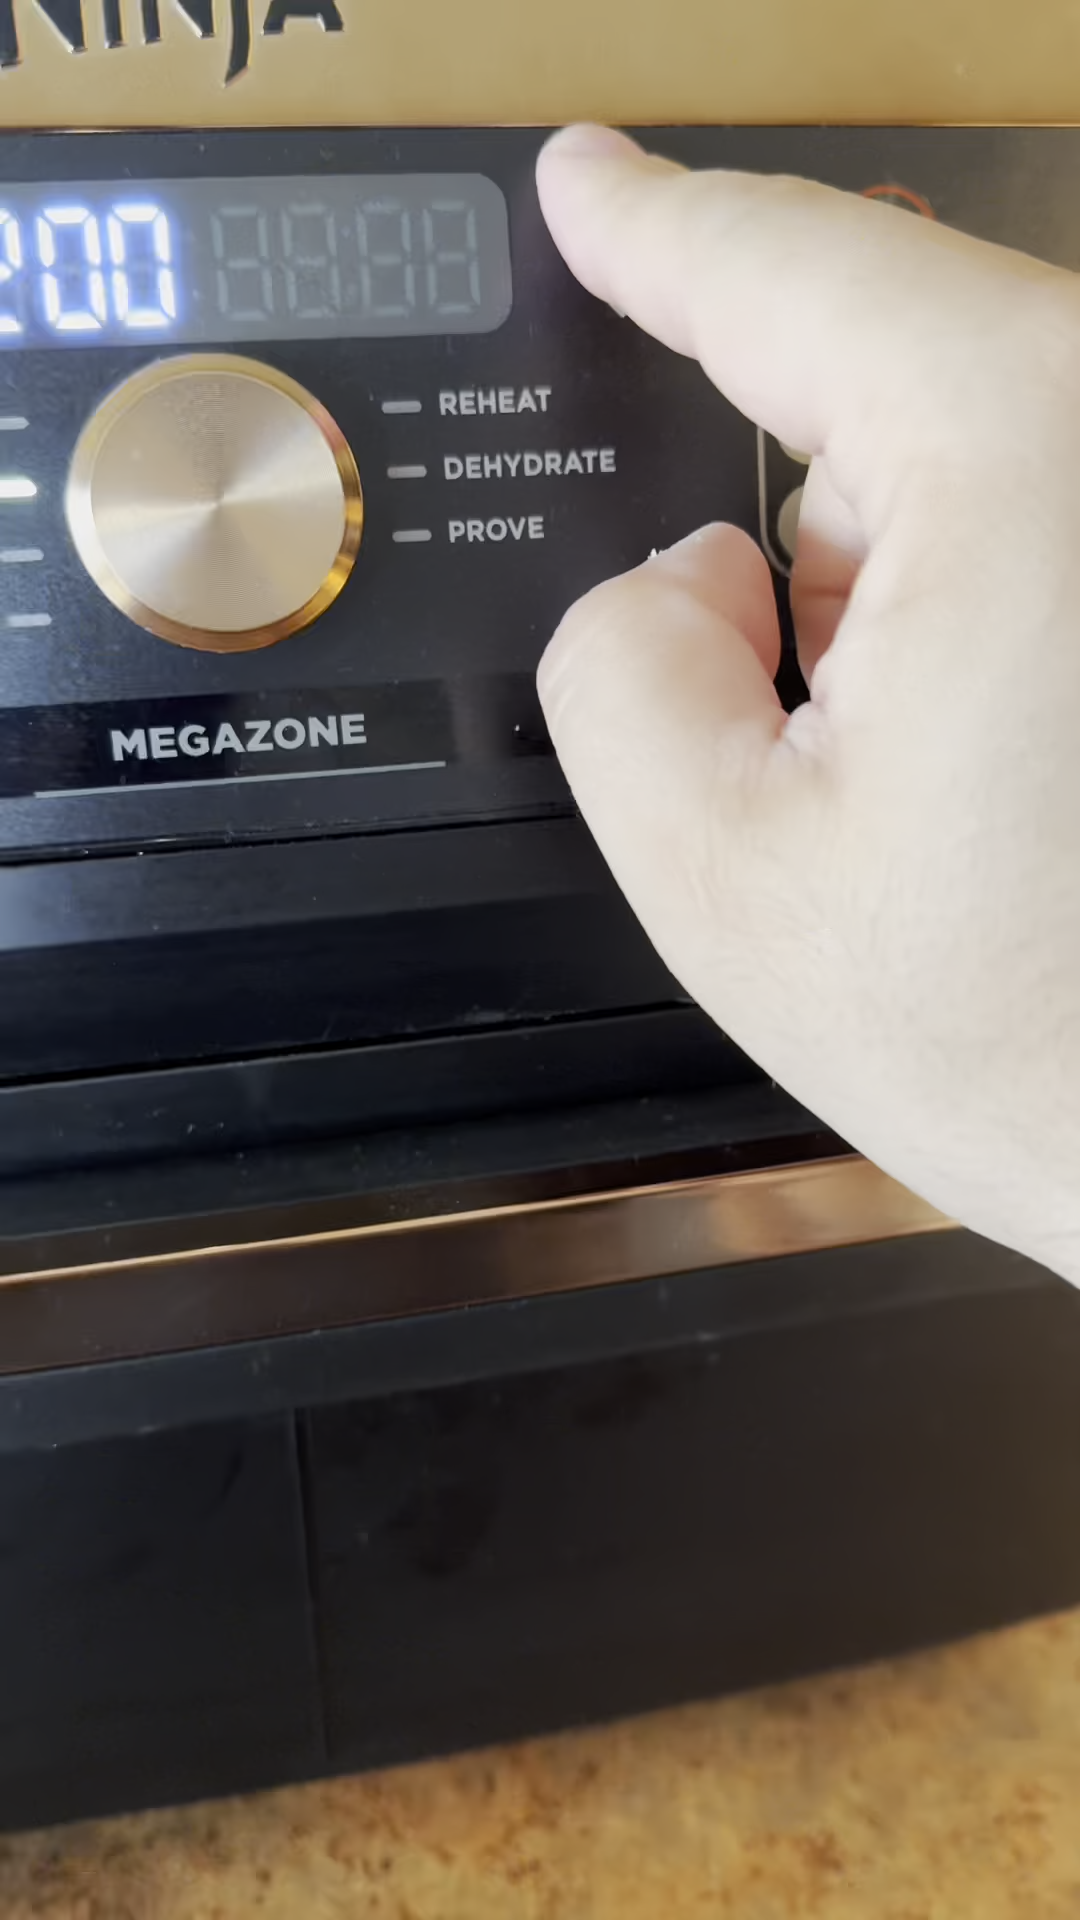 NINJA
200
REHEAT
DEHYDRATE
PROVE
MEGAZONE